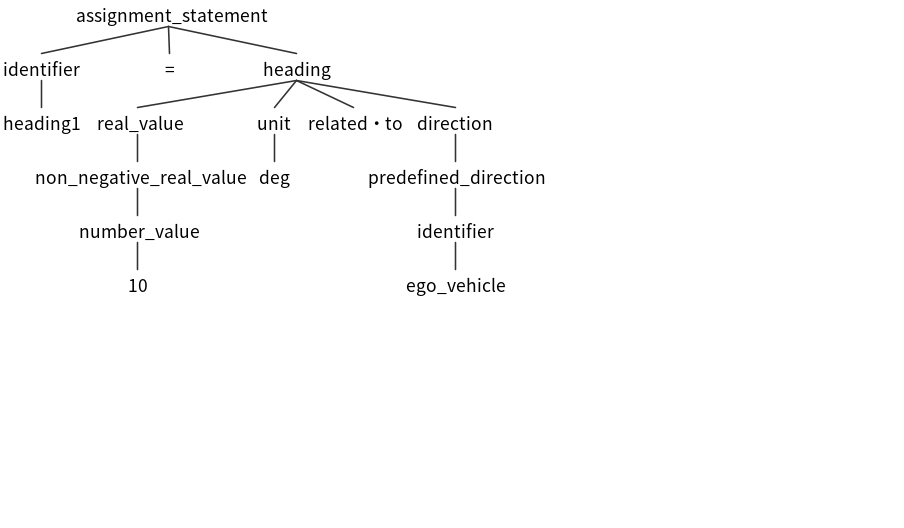 assignment_statement
identifier = heading
heading1 real_value unit related・to direction
non_negative_real_value deg predefined_direction
number_value identifier
10 ego_vehicle